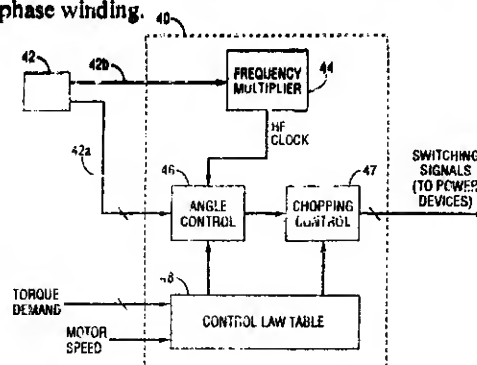 phase winding.
40
42
42b
FREQUENCY
MULTIPLIER
44
HF
CLOCK
42a
SWITCHING
SIGNALS
(TO POWER
DEVICES)
46
47
ANGLE
CONTROL
CHOPPING
CONTROL
48
TORQUE
DEMAND
CONTROL LAW TABLE
MOTOR
SPEED